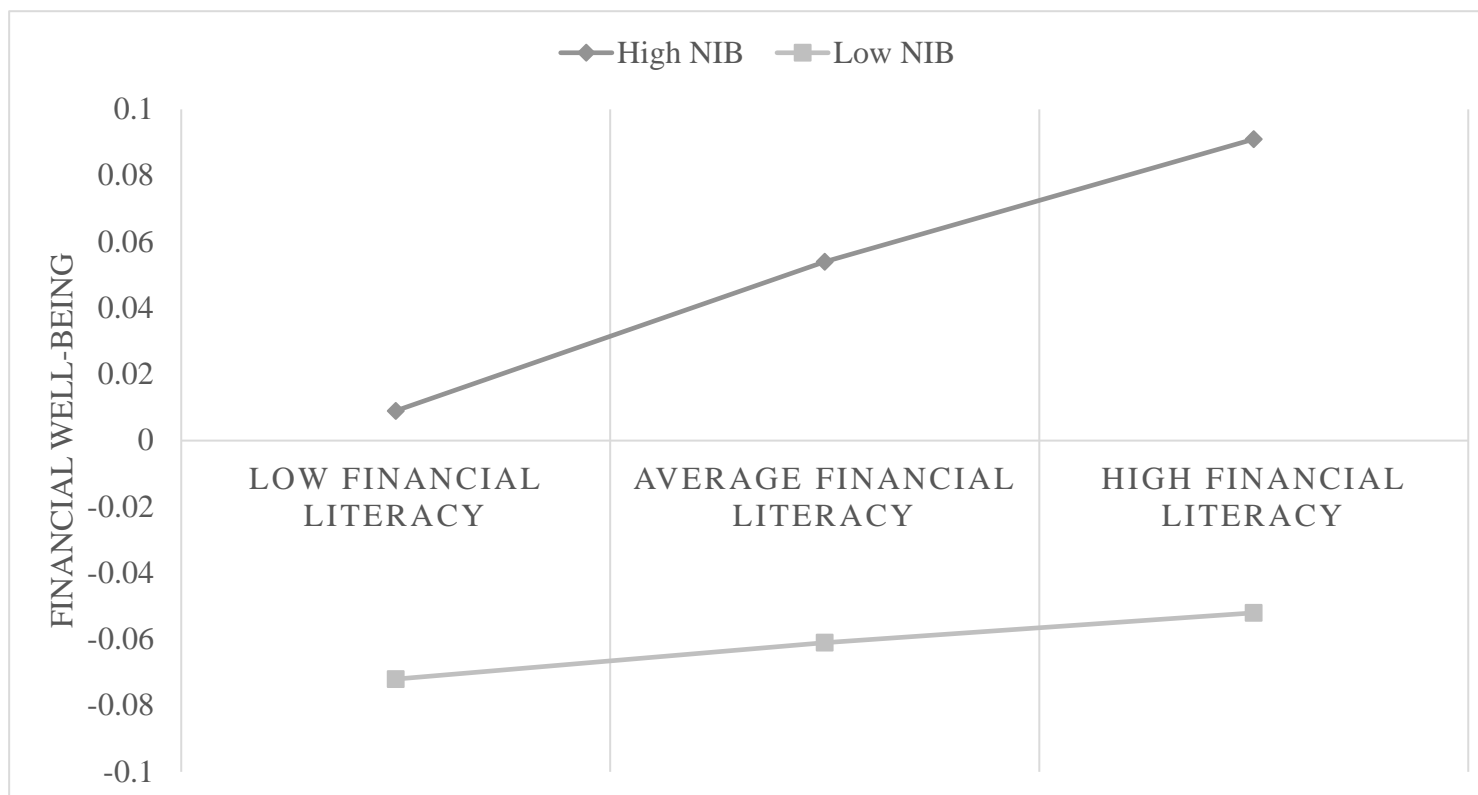 High NIB Low NIB
0.1
0.08
0.06
0.04
0.02
0
-0.02
-0.04
-0.06
-0.08
-0.1
FINANCIAL WELL-BEING
LOW FINANCIAL
LITERACY
AVERAGE FINANCIAL
LITERACY
HIGH FINANCIAL
LITERACY